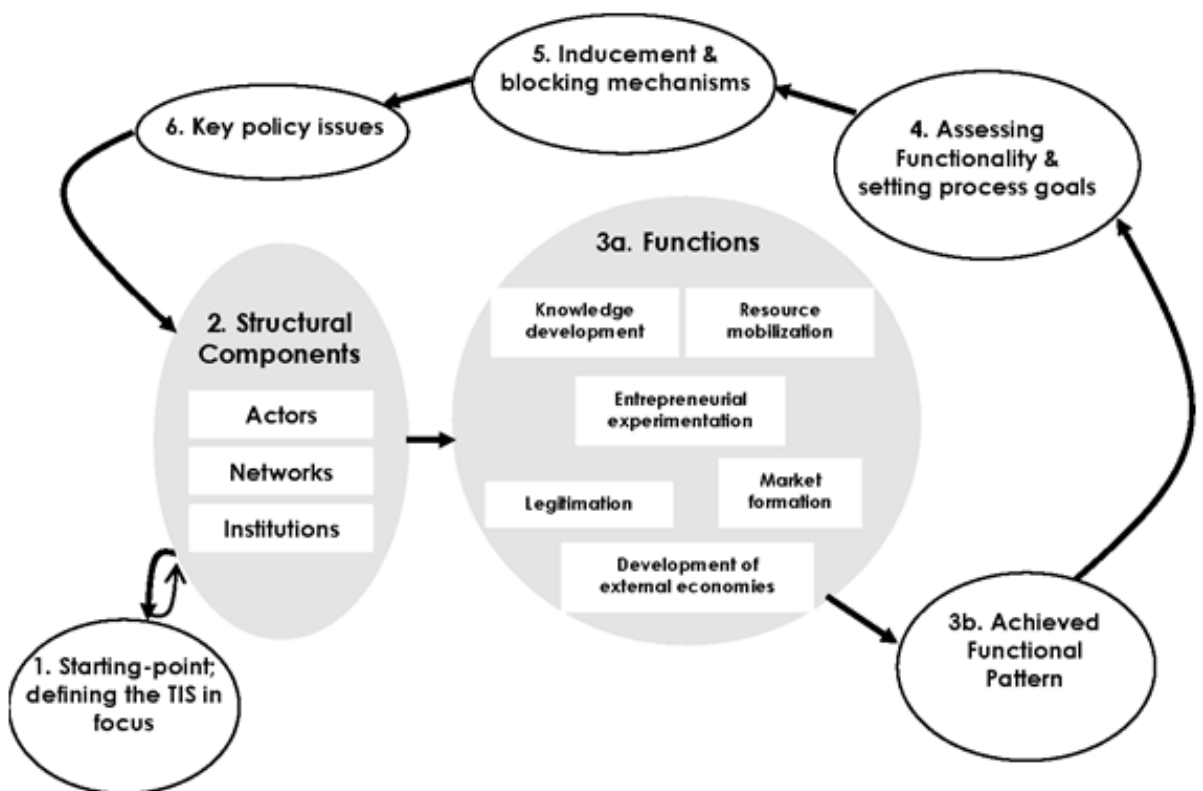 1. Starting-point;
defining the TIS in
focus
2. Structural
Components
Actors
Networks
Institutions
3a. Functions
Knowledge
development
Resource
mobilization
Entrepreneurial
experimentation
Legitimation
Market
formation
Development of
external economies
3b. Achieved
Functional
Pattern
4. Assessing
Functionality &
setting process goals
5. Inducement &
blocking mechanisms
6. Key policy issues